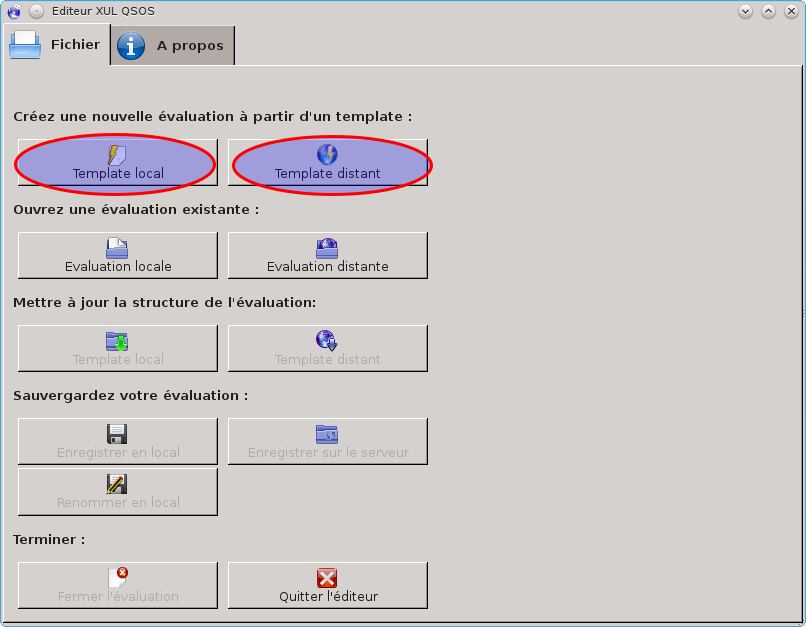 Editeur XUL QSOS
Fichier
A propos
Créez une nouvelle évaluation à partir d'un template :
Template local
Template distant
Ouvrez une évaluation existante :
Evaluation locale
Evaluation distante
Mettre à jour la structure de l'évaluation:
Template local
Template distant
Sauvergardez votre évaluation :
Enregistrer en local
Enregistrer sur le serveur
Renommer en local
Terminer :
Fermer l'évaluation
Quitter l'éditeur